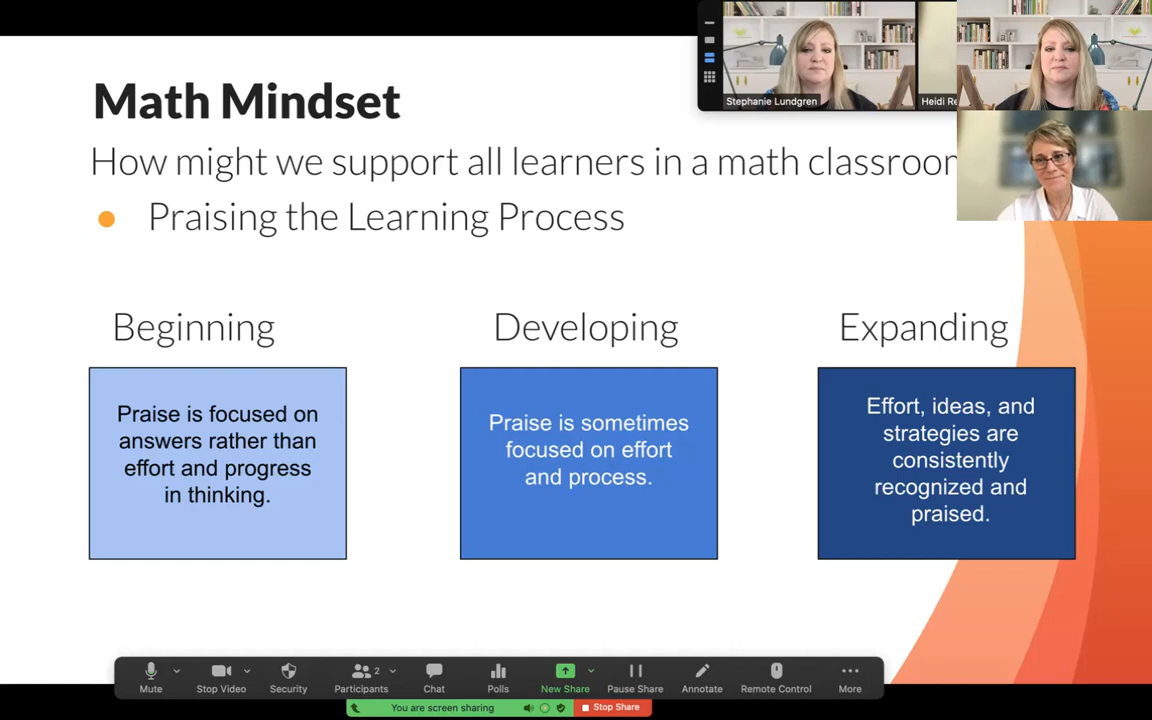 Math Mindset
How might we support all learners in a math
Praising the Learning Process
Beginning
Developing
Expanding
Praise is focused on
answers rather than
effort and progress
in thinking.
Praise is sometimes
focused on effort
and process.
Effort, ideas, and
strategies are
consistently
recognized and
praised.
Stephanie Lundgren
Heidi
Mute
Stop Video
Security
Participants
2
Chat
Polls
New Share
Pause Share
Annotate
Remote Control
More
You are screen sharing
Stop Share